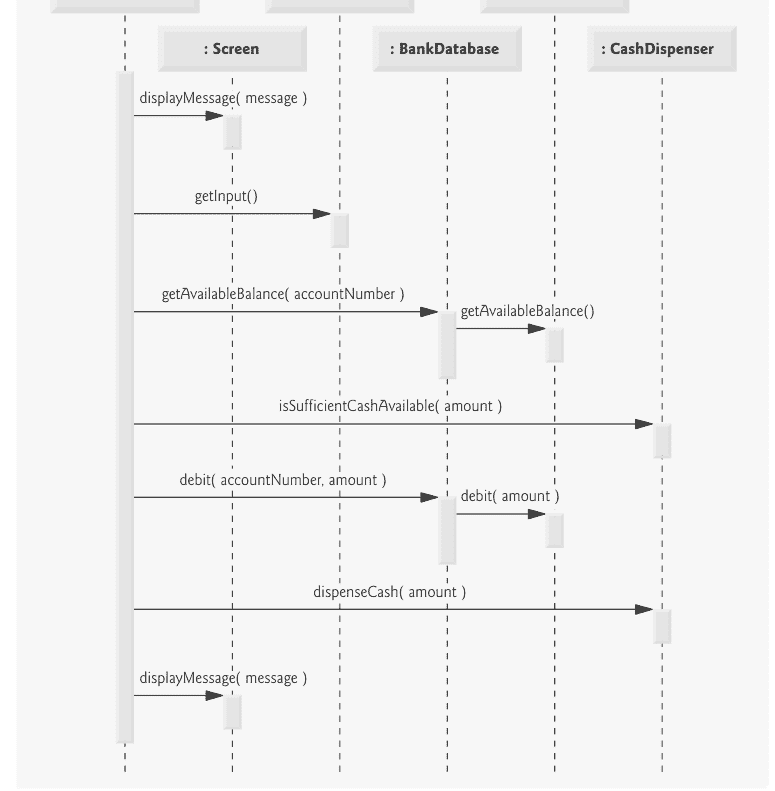 : Screen
: BankDatabase
: CashDispenser
displayMessage( message )
getInput()
getAvailableBalance( accountNumber )
getAvailableBalance()
isSufficientCashAvailable( amount )
debit( accountNumber, amount )
debit( amount )
dispenseCash( amount )
displayMessage( message )